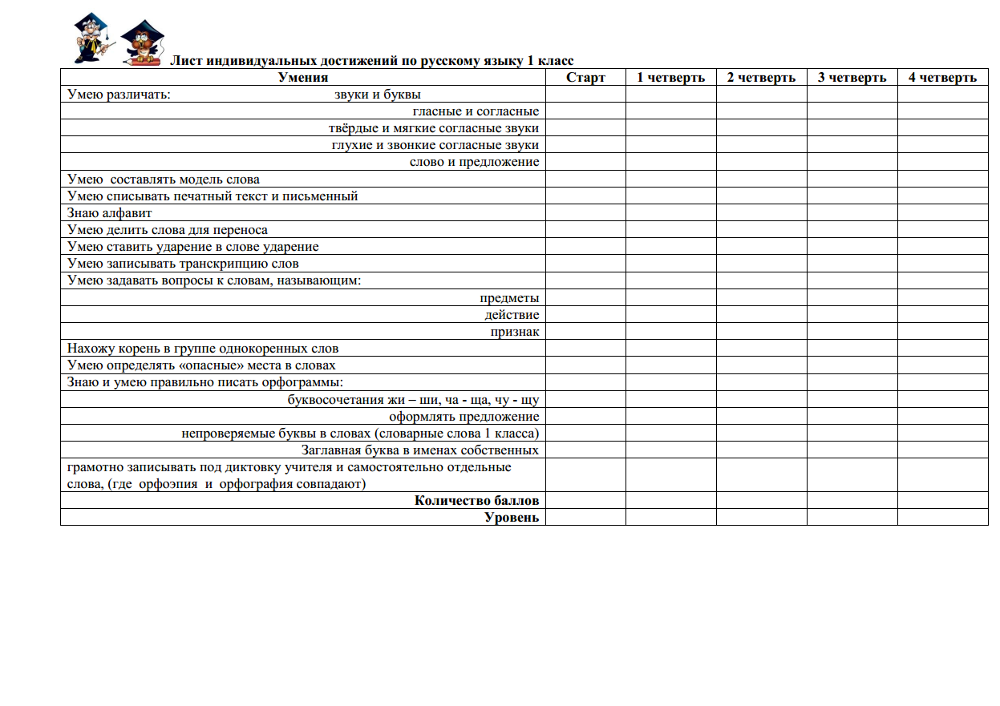 Лист индивидуальных достижений по русскому языку 1 класс
Умения Старт 1 четверть 2 четверть 3 четверть 4 четверть
Умею различать: звуки и буквы
гласные и согласные
твёрдые и мягкие согласные звуки
глухие и звонкие согласные звуки
слово и предложение
Умею составлять модель слова
Умею списывать печатный текст и письменный
Знаю алфавит
Умею делить слова для переноса
Умею ставить ударение в слове ударение
Умею записывать транскрипцию слов
Умею задавать вопросы к словам, называющим:
предметы
действие
признак
Нахожу корень в группе однокоренных слов
Умею определять «опасные» места в словах
Знаю и умею правильно писать орфограммы:
буквосочетания жи – ши, ча - ща, чу - щу
оформлять предложение
непроверяемые буквы в словах (словарные слова 1 класса)
Заглавная буква в именах собственных
грамотно записывать под диктовку учителя и самостоятельно отдельные
слова, (где орфоэпия и орфография совпадают)
Количество баллов
Уровень